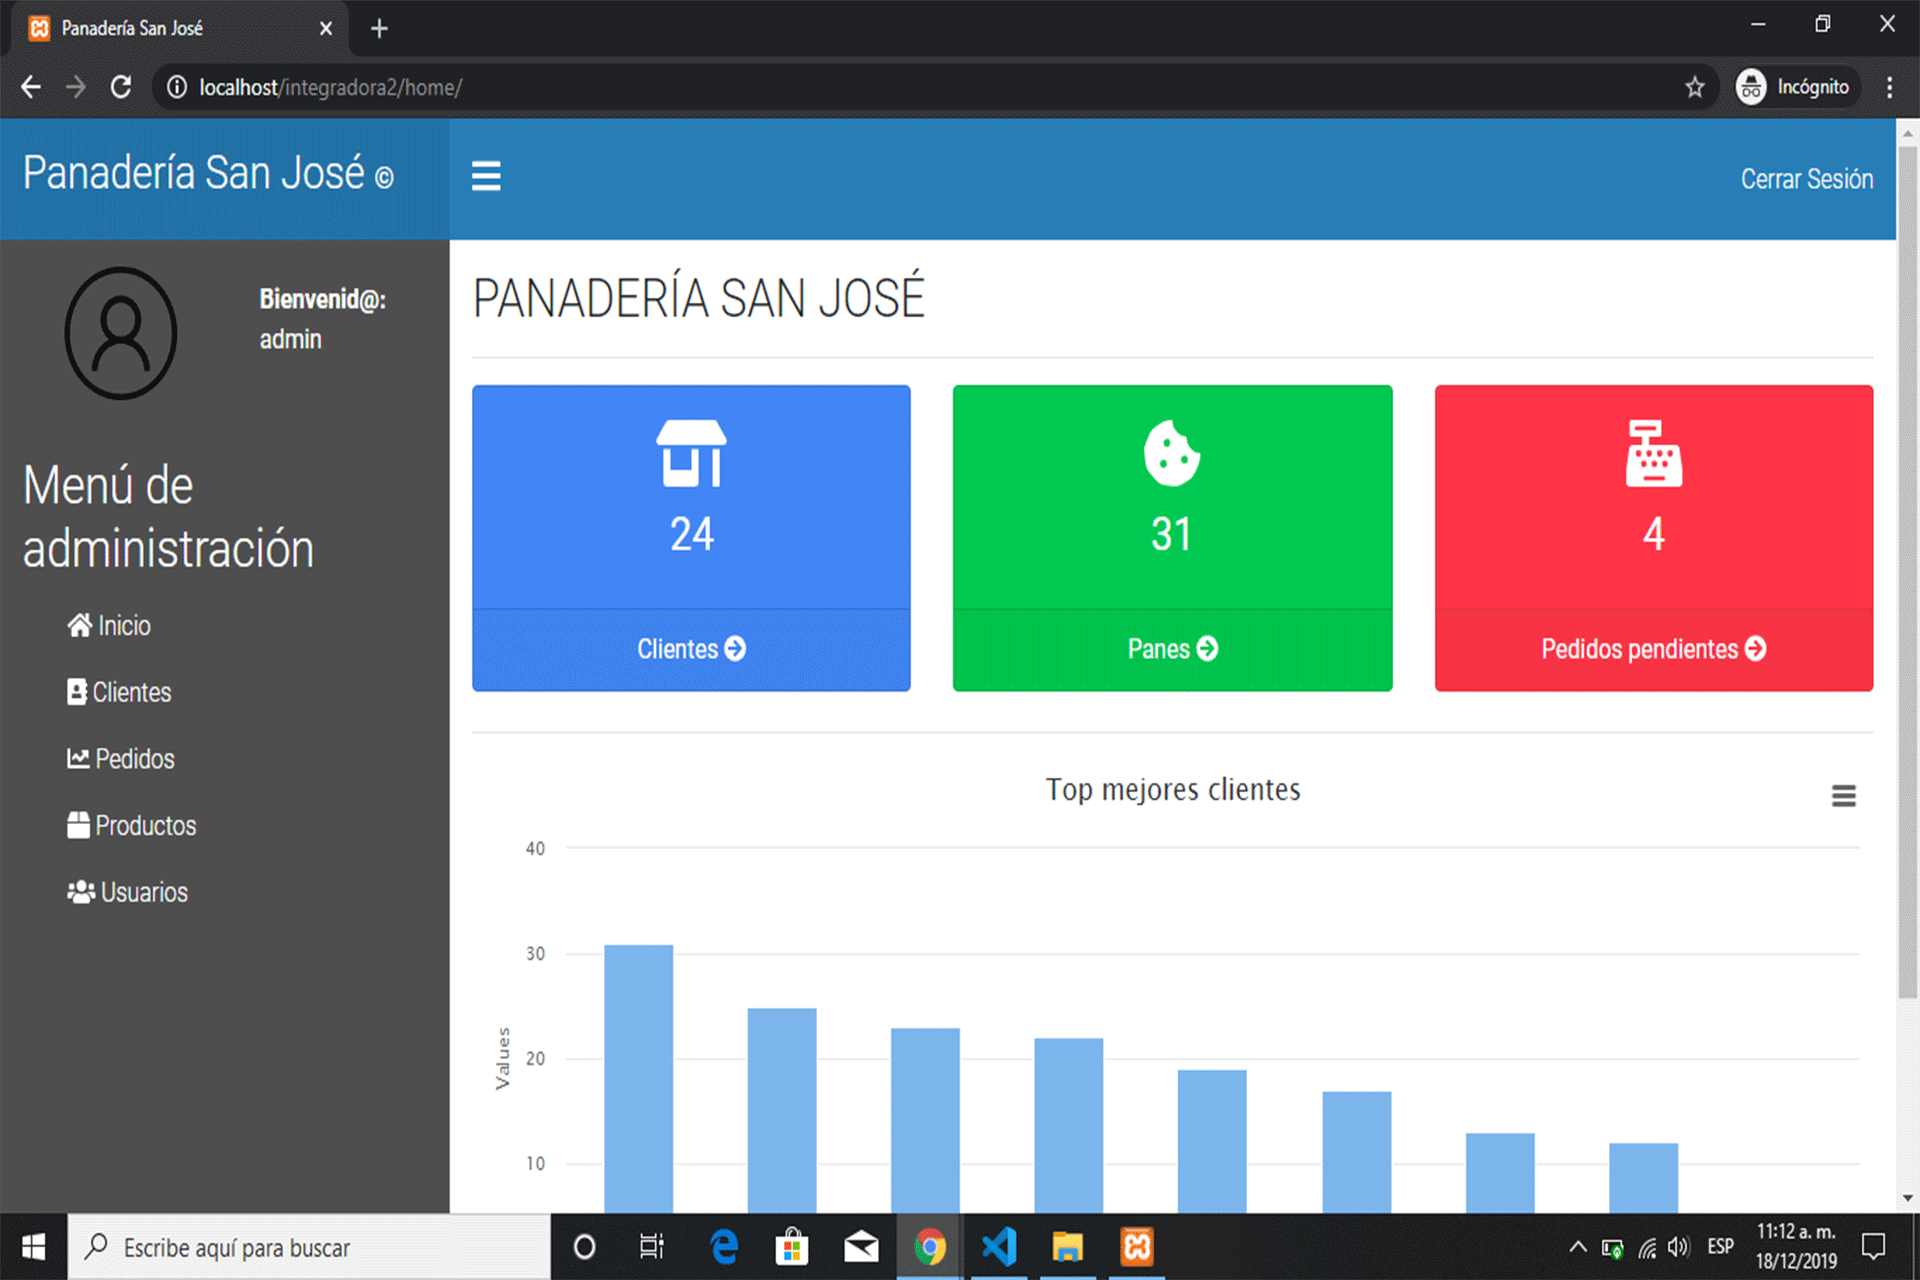 Panadería San José
localhost/integradora2/home/
Incógnito
Panadería San José ©
Cerrar Sesión
Bienvenid@:
admin
Menú de
administración
Inicio
Clientes
Pedidos
Productos
Usuarios
PANADERÍA SAN JOSÉ
24
Clientes
31
Panes
4
Pedidos pendientes
Top mejores clientes
Values
40
30
20
10
Escribe aquí para buscar
ESP
11:12 a. m.
18/12/2019